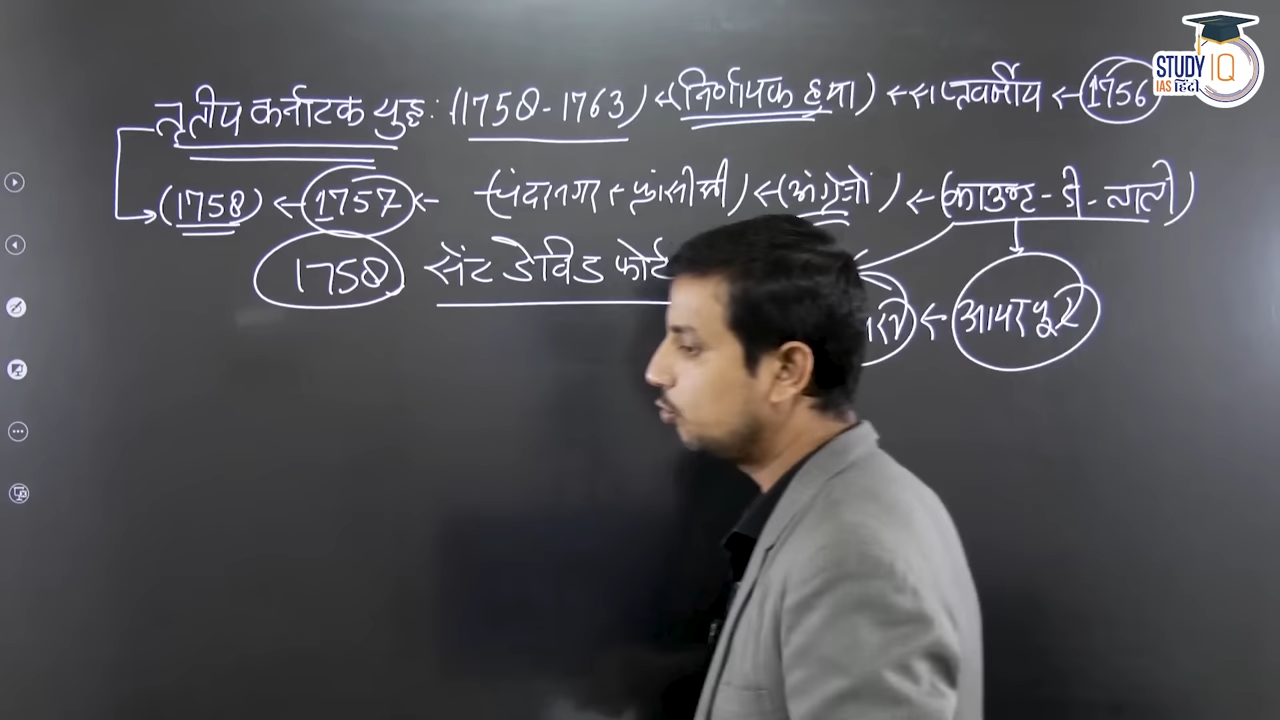 STUDY IQ
IAS हिंदी
तृतीय कर्नाटक युद्ध : (1758-1763) ← (निर्णायक हुआ) ← सप्तवर्षीय ← 1756
(1758) ← 1757 ← (चंद्रानगर + फ्रांसीसी) ← (अंग्रेजों) ← (काउन्ट-डी-लाली)
1758 सेंट डेविड फोर्ट ← आयरकूट